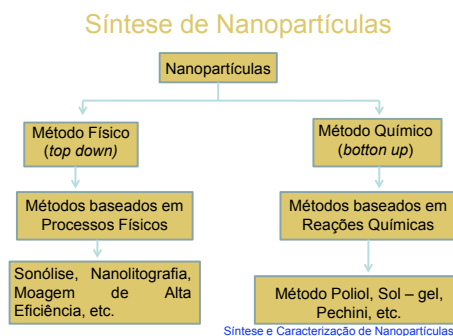 Síntese de Nanopartículas
Nanopartículas
Método Físico
(top down)
Método Químico
(botton up)
Métodos baseados em
Processos Físicos
Métodos baseados em
Reações Químicas
Sonólise, Nanolitografia,
Moagem de Alta
Eficiência, etc.
Método Poliol, Sol – gel,
Pechini, etc.
Síntese e Caracterização de Nanopartículas